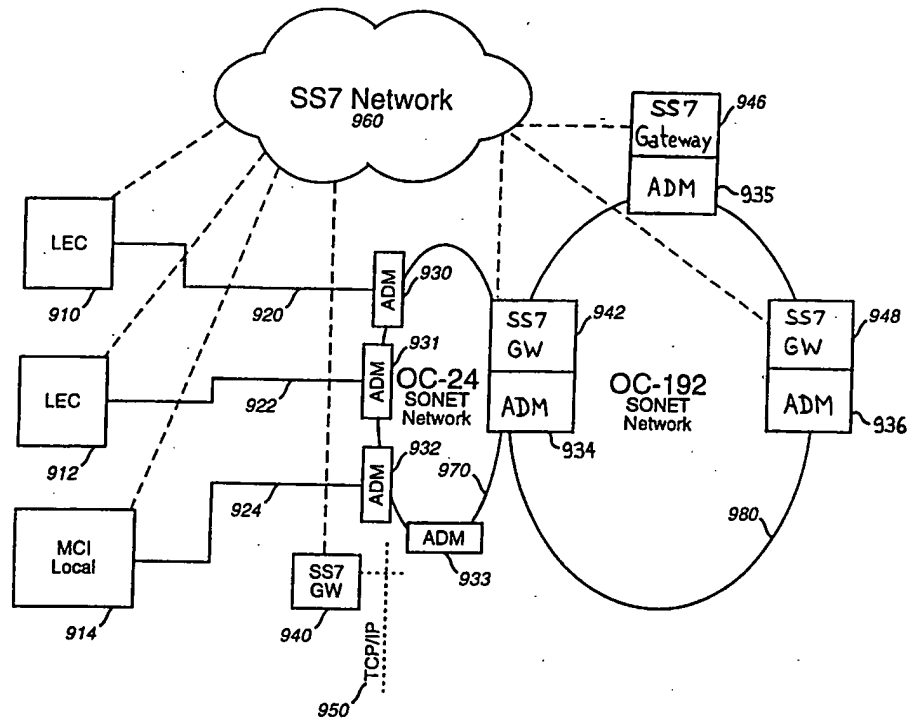 SS7 Network
960
SS7
Gateway
946
ADM
935
LEC
910
920
ADM
930
SS7
GW
942
ADM
934
SS7
GW
948
ADM
936
LEC
912
922
ADM
931
OC-24
SONET
Network
OC-192
SONET
Network
MCI
Local
914
924
ADM
932
970
ADM
933
980
SS7
GW
940
TCP/IP
950